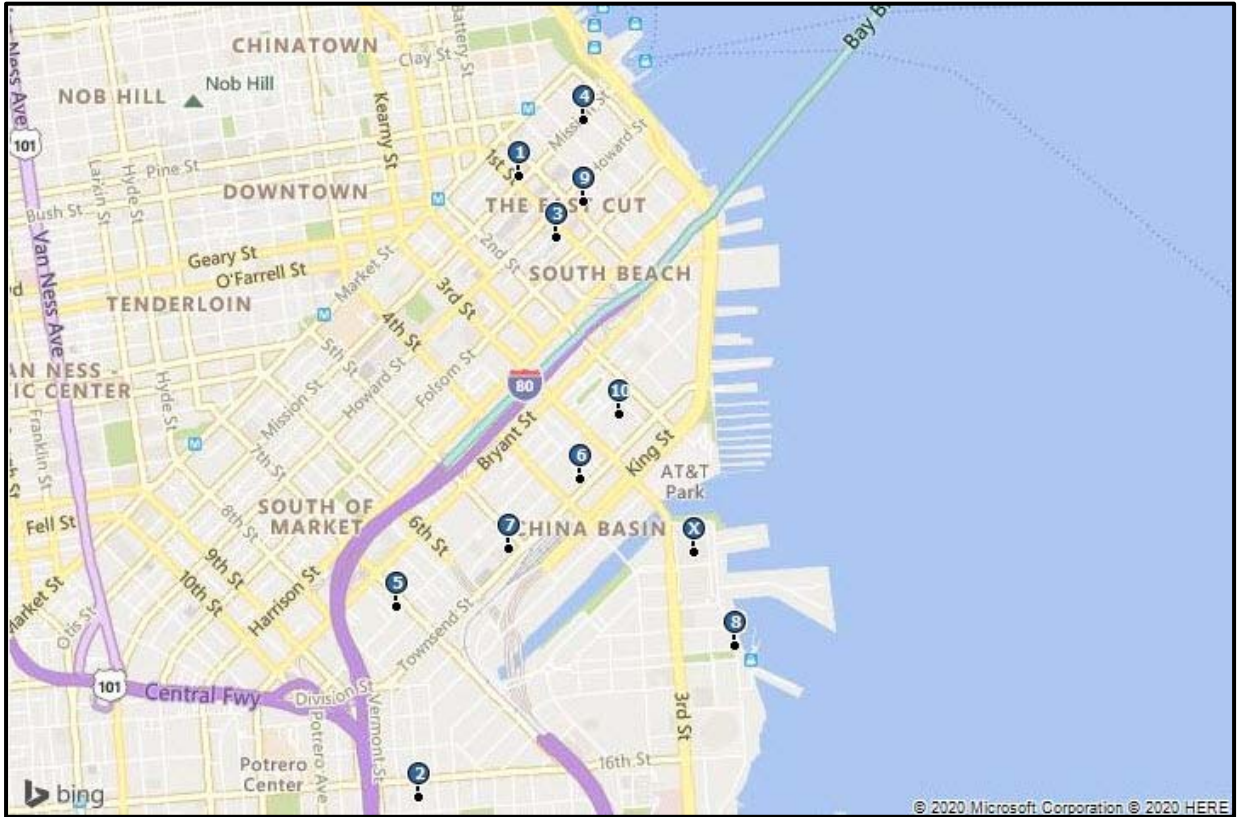 Bay B
Battery St
CHINATOWN
Clay St
Ness Ave
NOB HILL
Nob Hill
4
M
Mission St
Kearny St
101
1
1st St
Howard St
Pine St
Larkin St
Hyde St
9
DOWNTOWN
M
THE EAST CUT
3
Bush St
2nd St
Geary St
O'Farrell St
Market St
SOUTH BEACH
Van Ness Ave
3rd St
TENDERLOIN
M
4th St
5th St
Howard St
Folsom St
AN NESS -
IC CENTER
Hyde St
80
10
Mission St
Franklin St
Bryant St
King St
M
7th St
6
AT&T
Park
SOUTH OF
MARKET
8th St
Fell St
6th St
7
CHINA BASIN
X
9th St
10th St
Harrison St
5
Market St
Otis St
Townsend St
8
101
Central Fwy
Division St
Vermont St
Potrero Ave
3rd St
16th St
Potrero
Center
2
bing
© 2020 Microsoft Corporation © 2020 HERE